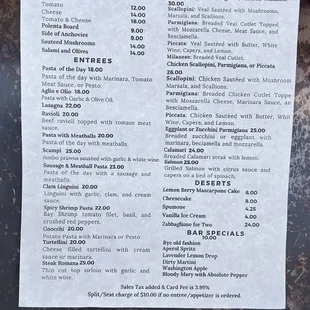 Tomato 12.00
Cheese 14.00
Tomato & Cheese
Polenta Board 18.00
Side of Anchovies 9.00
Sauteed Mushrooms 9.00
Salami and Olives 14.00
14.00
ENTREES
Pasta of the Day 18.00
Pasta of the day with Marinara, Tomato
Meat Sauce, or Pesto.
Aglio e Olio 18.00
Pasta with Garlic & Olive Oil.
Lasagna 22.00
Ravioli 20.00
Beef ravioli topped with tomato meat
sauce.
Pasta with Meatballs 20.00
Pasta of the day with meatballs.
Scampi 25.00
Jumbo prawns sautéed with garlic & white wine
Sausage & Meatball Pasta 25.00
Pasta of the day with a sausage and
meatballs.
Clam Linguini 20.00
Linguini with garlic, clam, and cream
sauce.
Spicy Shrimp Pasta 22.00
Bay Shrimp tomato filet, basil, and
crushed red peppers.
Gnocchi 20.00
Potato Pasta with Marinara or Pesto.
Tortellini 20.00
Cheese filled tortellini with cream
sauce or marinara.
Steak Romana 25.00
Thin cut top sirloin with garlic and
white wine.
30.00
Scallopini: Veal Sauteed with Mushrooms,
Marsala, and Scallions.
Parmigiana: Breaded Veal Cutlet Topped
with Mozzarella Cheese, Meat Sauce, and
Besciamella.
Piccata: Veal Sauteed with Butter, White
Wine, Capers, and Lemon.
Milanese: Breaded Veal Cutlet.
Chicken Scallopini, Parmigiana, or Piccata
26.00
Scallopini: Chicken Sautéed with Mushroom
Marsala, and Scallions.
Parmigiana: Breaded Chicken Cutlet Toppe
with Mozzarella Cheese, Marinara Sauce, an
Besciamella.
Piccata: Chicken Sautéed with Butter, Whit
Wine, Capers, and Lemon.
Eggplant or Zucchini Parmigiana 25.00
Breaded zucchini or eggplant, with
marinara, besciamella and mozzarella.
Calamari 24.00
Breaded Calamari steak with lemon.
Salmon 25.00
Grilled Salmon with citrus sauce and
capers on a bed of spinach.
DESERTS
Lemon Berry Mascarpone Cake 8.00
Cheesecake 8.00
Spumone 4.25
Vanilla Ice Cream 4.00
Zabbaglione for Two 24.00
BAR SPECIALS
10.00
Rye old fashion
Aperol Spritz
Lavender Lemon Drop
Dirty Martini
Washington Apple
Bloody Mary with Absolute Pepper
Sales Tax added & Card Fee is 3.99%
Split/Seat charge of $10.00 if no entree/appetizer is ordered.